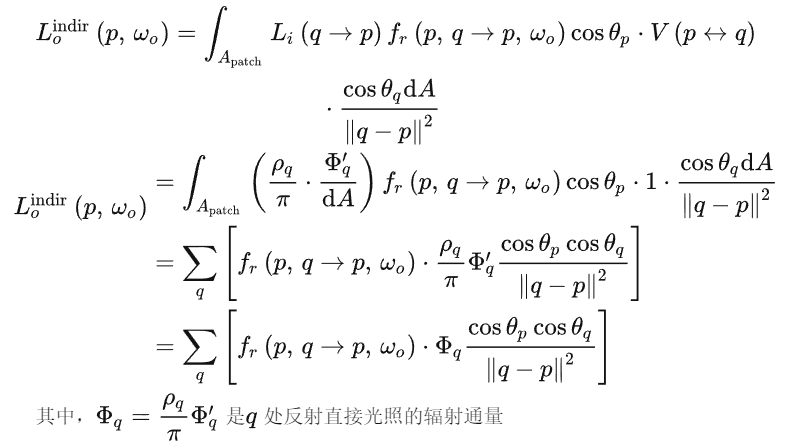 $L_o^{\text{indir}}(p, \omega_o) = \int_{A_{\text{patch}}} L_i(q \to p) f_r(p, q \to p, \omega_o) \cos\theta_p \cdot V(p \leftrightarrow q)$
$\cdot \frac{\cos\theta_q \mathrm{d}A}{\|q - p\|^2}$
$L_o^{\text{indir}}(p, \omega_o) = \int_{A_{\text{patch}}} \left(\frac{\rho_q}{\pi} \cdot \frac{\Phi_q'}{\mathrm{d}A}\right) f_r(p, q \to p, \omega_o) \cos\theta_p \cdot 1 \cdot \frac{\cos\theta_q \mathrm{d}A}{\|q - p\|^2}$
$= \sum_q \left[ f_r(p, q \to p, \omega_o) \cdot \frac{\rho_q}{\pi} \Phi_q' \frac{\cos\theta_p \cos\theta_q}{\|q - p\|^2} \right]$
$= \sum_q \left[ f_r(p, q \to p, \omega_o) \cdot \Phi_q \frac{\cos\theta_p \cos\theta_q}{\|q - p\|^2} \right]$
其中，$\Phi_q = \frac{\rho_q}{\pi} \Phi_q'$ 是$q$ 处反射直接光照的辐射通量